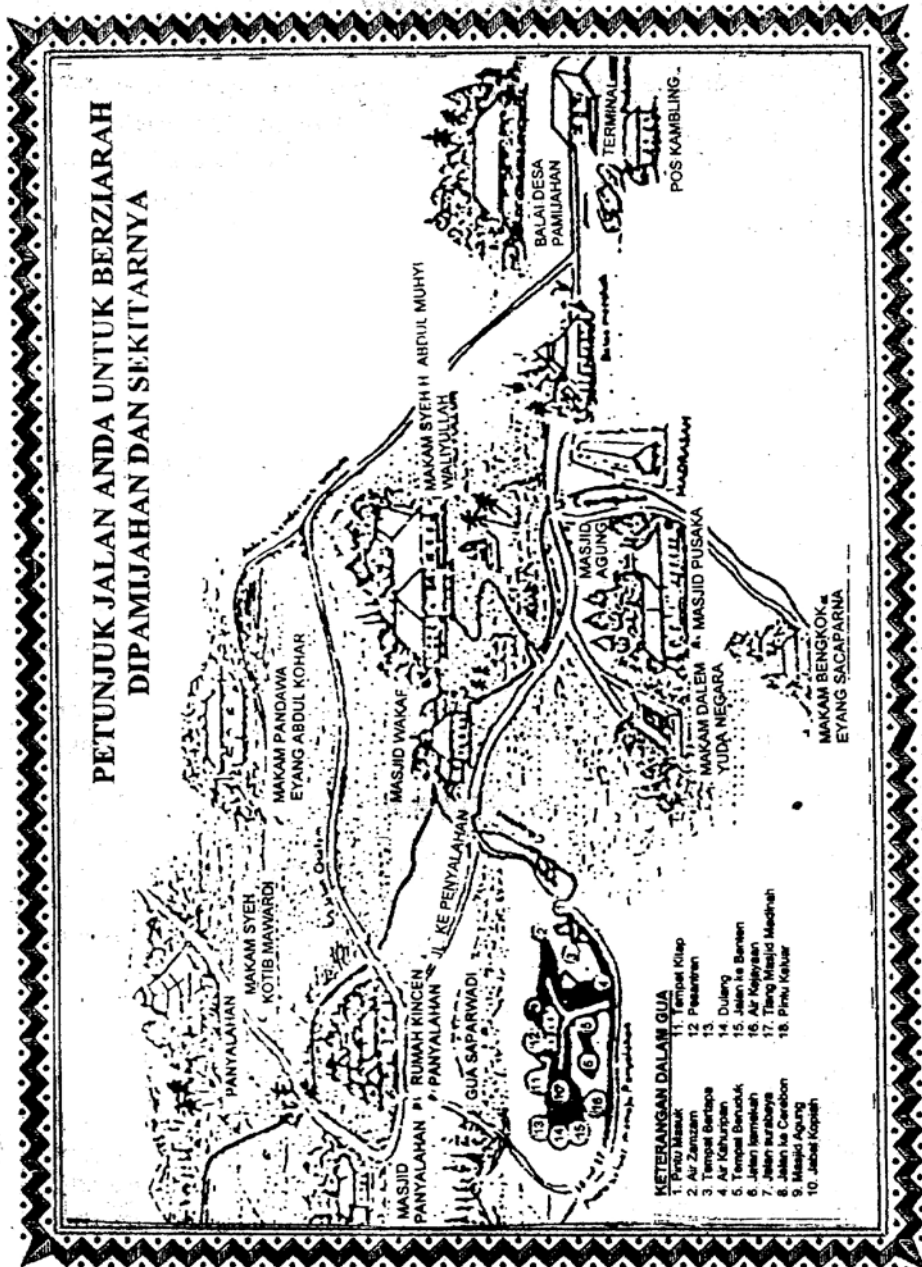 PETUNJUK JALAN ANDA UNTUK BERZIARAH
DIPAMIJAHAN DAN SEKITARNYA
PANYALAHAN
MAKAM SYEH
KOTIB MAWARDI
MAKAM PANDAWA
EYANG ABDUL KOHAR
MASJID WAKAF
MAKAM SYEH H ABDUL MUHYI
WALIYULLAH
BALAI DESA
PAMIJAHAN
TERMINAL
POS KAMBLING
MASJID
PANYALAHAN
RUMAH KINCEN
PANYALAHAN
JL KE PENYALAHAN
GUA SAPARWADI
MASJID
AGUNG
MASJID PUSAKA
MAKAM DALEM
YUDA NEGARA
MAKAM BENGKOK
EYANG SACAPARNA
KETERANGAN DALAM GUA
1. Pintu Masuk
2. Air Zamzam
3. Tempat Bertapa
4. Air Kahuripan
5. Tempat Beruduk
6. Jalan
7. Jalan surabaya
8. Jalan ke Cerebon
9. Masjid Agung
10. Jabal Kopiah
11. Tempat Kitap
12 Pesantren
13.
14. Dulang
15. Jalan ke Banten
16. Air Kejayaan
17. Tiang Masjid Madinah
18. Pintu Keluar